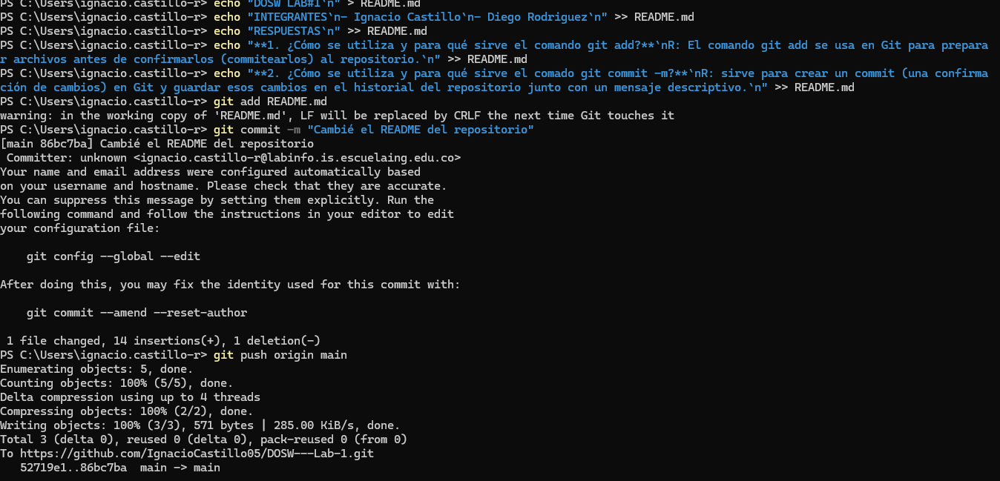 PS C:\Users\ignacio.castillo-r> echo "DOSW LAB#1`n" > README.md
PS C:\Users\ignacio.castillo-r> echo "INTEGRANTES`n- Ignacio Castillo`n- Diego Rodriguez`n" >> README.md
PS C:\Users\ignacio.castillo-r> echo "RESPUESTAS`n" >> README.md
PS C:\Users\ignacio.castillo-r> echo "**1. ¿Cómo se utiliza y para qué sirve el comando git add?**`nR: El comando git add se usa en Git para prepara
r archivos antes de confirmarlos (commitearlos) al repositorio.`n" >> README.md
PS C:\Users\ignacio.castillo-r> echo "**2. ¿Cómo se utiliza y para qué sirve el comado git commit -m?**`nR: sirve para crear un commit (una confirma
ción de cambios) en Git y guardar esos cambios en el historial del repositorio junto con un mensaje descriptivo.`n" >> README.md
PS C:\Users\ignacio.castillo-r> git add README.md
warning: in the working copy of 'README.md', LF will be replaced by CRLF the next time Git touches it
PS C:\Users\ignacio.castillo-r> git commit -m "Cambié el README del repositorio"
[main 86bc7ba] Cambié el README del repositorio
 Committer: unknown <ignacio.castillo-r@labinfo.is.escuelaing.edu.co>
Your name and email address were configured automatically based
on your username and hostname. Please check that they are accurate.
You can suppress this message by setting them explicitly. Run the
following command and follow the instructions in your editor to edit
your configuration file:

    git config --global --edit

After doing this, you may fix the identity used for this commit with:

    git commit --amend --reset-author

 1 file changed, 14 insertions(+), 1 deletion(-)
PS C:\Users\ignacio.castillo-r> git push origin main
Enumerating objects: 5, done.
Counting objects: 100% (5/5), done.
Delta compression using up to 4 threads
Compressing objects: 100% (2/2), done.
Writing objects: 100% (3/3), 571 bytes | 285.00 KiB/s, done.
Total 3 (delta 0), reused 0 (delta 0), pack-reused 0 (from 0)
To https://github.com/IgnacioCastillo05/DOSW---Lab-1.git
   52719e1..86bc7ba  main -> main